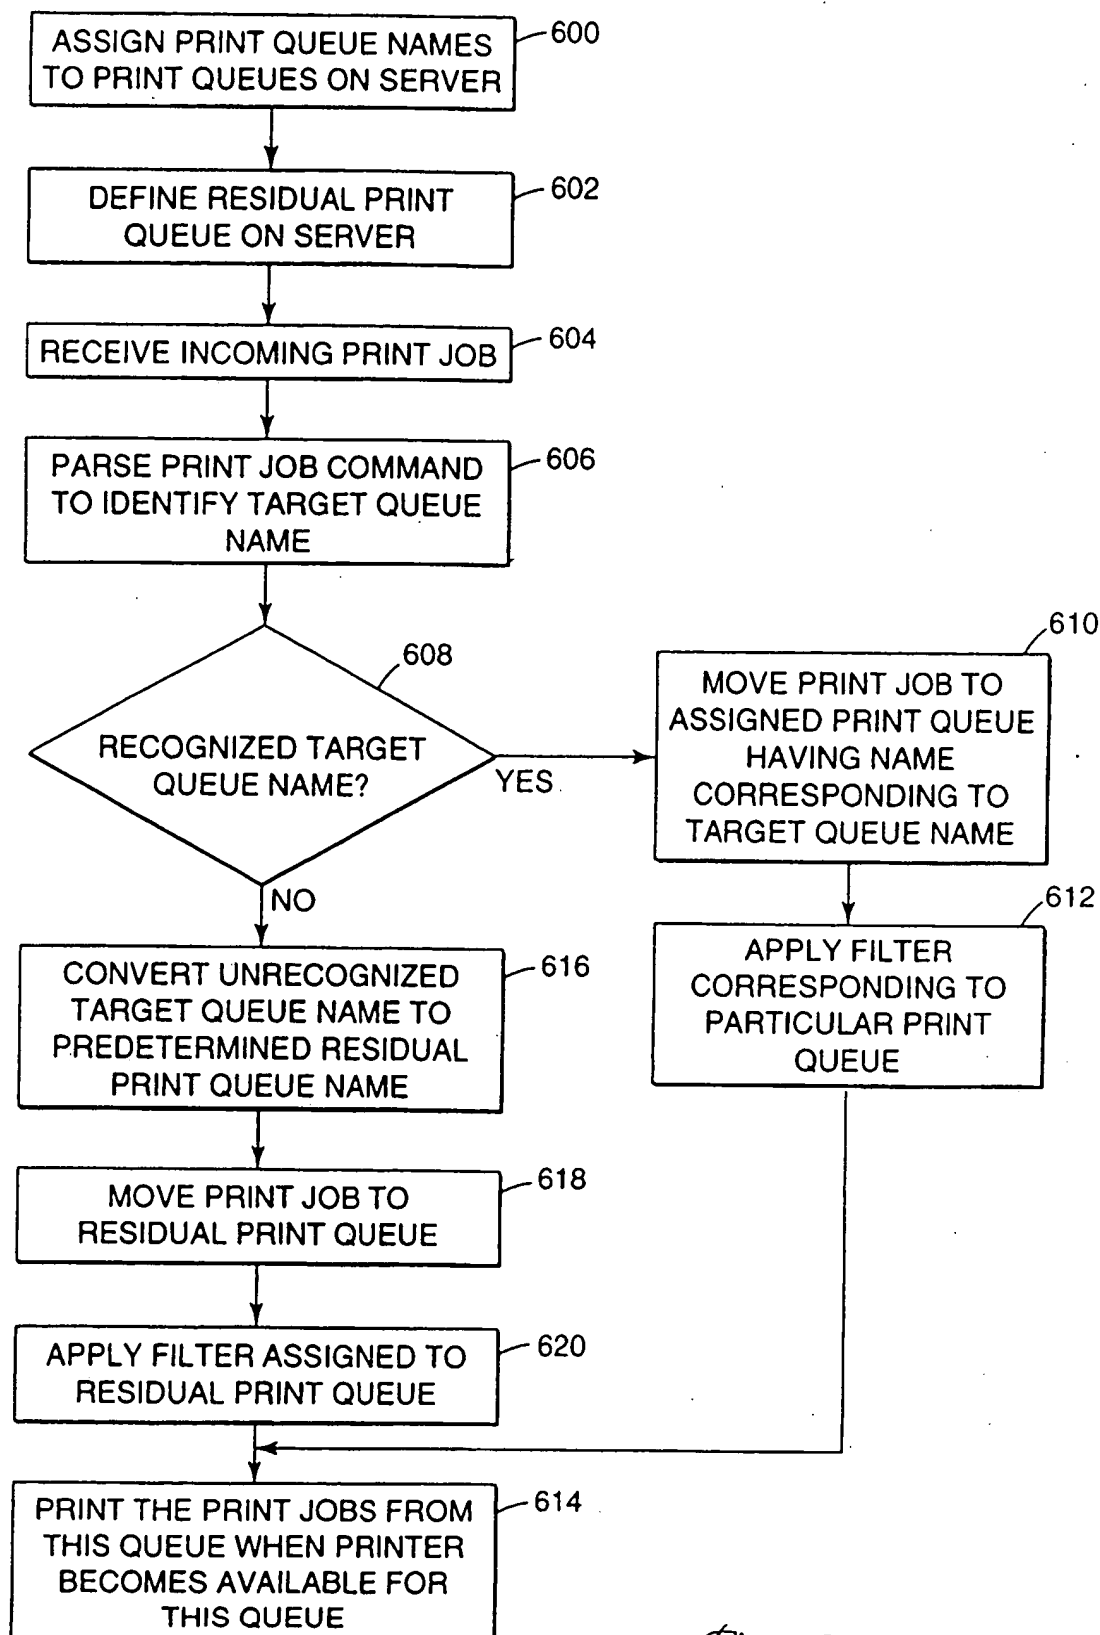 ASSIGN PRINT QUEUE NAMES
TO PRINT QUEUES ON SERVER
600
DEFINE RESIDUAL PRINT
QUEUE ON SERVER
602
RECEIVE INCOMING PRINT JOB
604
PARSE PRINT JOB COMMAND
TO IDENTIFY TARGET QUEUE
NAME
606
608
RECOGNIZED TARGET
QUEUE NAME?
YES
NO
610
MOVE PRINT JOB TO
ASSIGNED PRINT QUEUE
HAVING NAME
CORRESPONDING TO
TARGET QUEUE NAME
612
APPLY FILTER
CORRESPONDING TO
PARTICULAR PRINT
QUEUE
CONVERT UNRECOGNIZED
TARGET QUEUE NAME TO
PREDETERMINED RESIDUAL
PRINT QUEUE NAME
616
MOVE PRINT JOB TO
RESIDUAL PRINT QUEUE
618
APPLY FILTER ASSIGNED TO
RESIDUAL PRINT QUEUE
620
PRINT THE PRINT JOBS FROM
THIS QUEUE WHEN PRINTER
BECOMES AVAILABLE FOR
THIS QUEUE
614